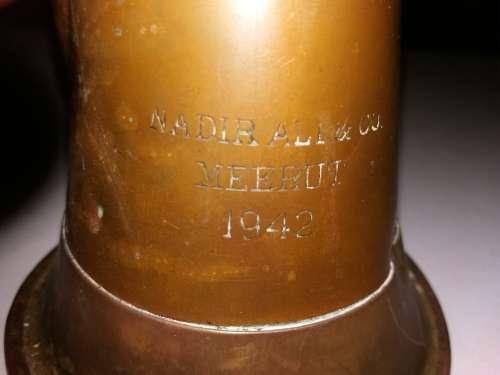 NADIR ALI & CO.
MEERUT
1942